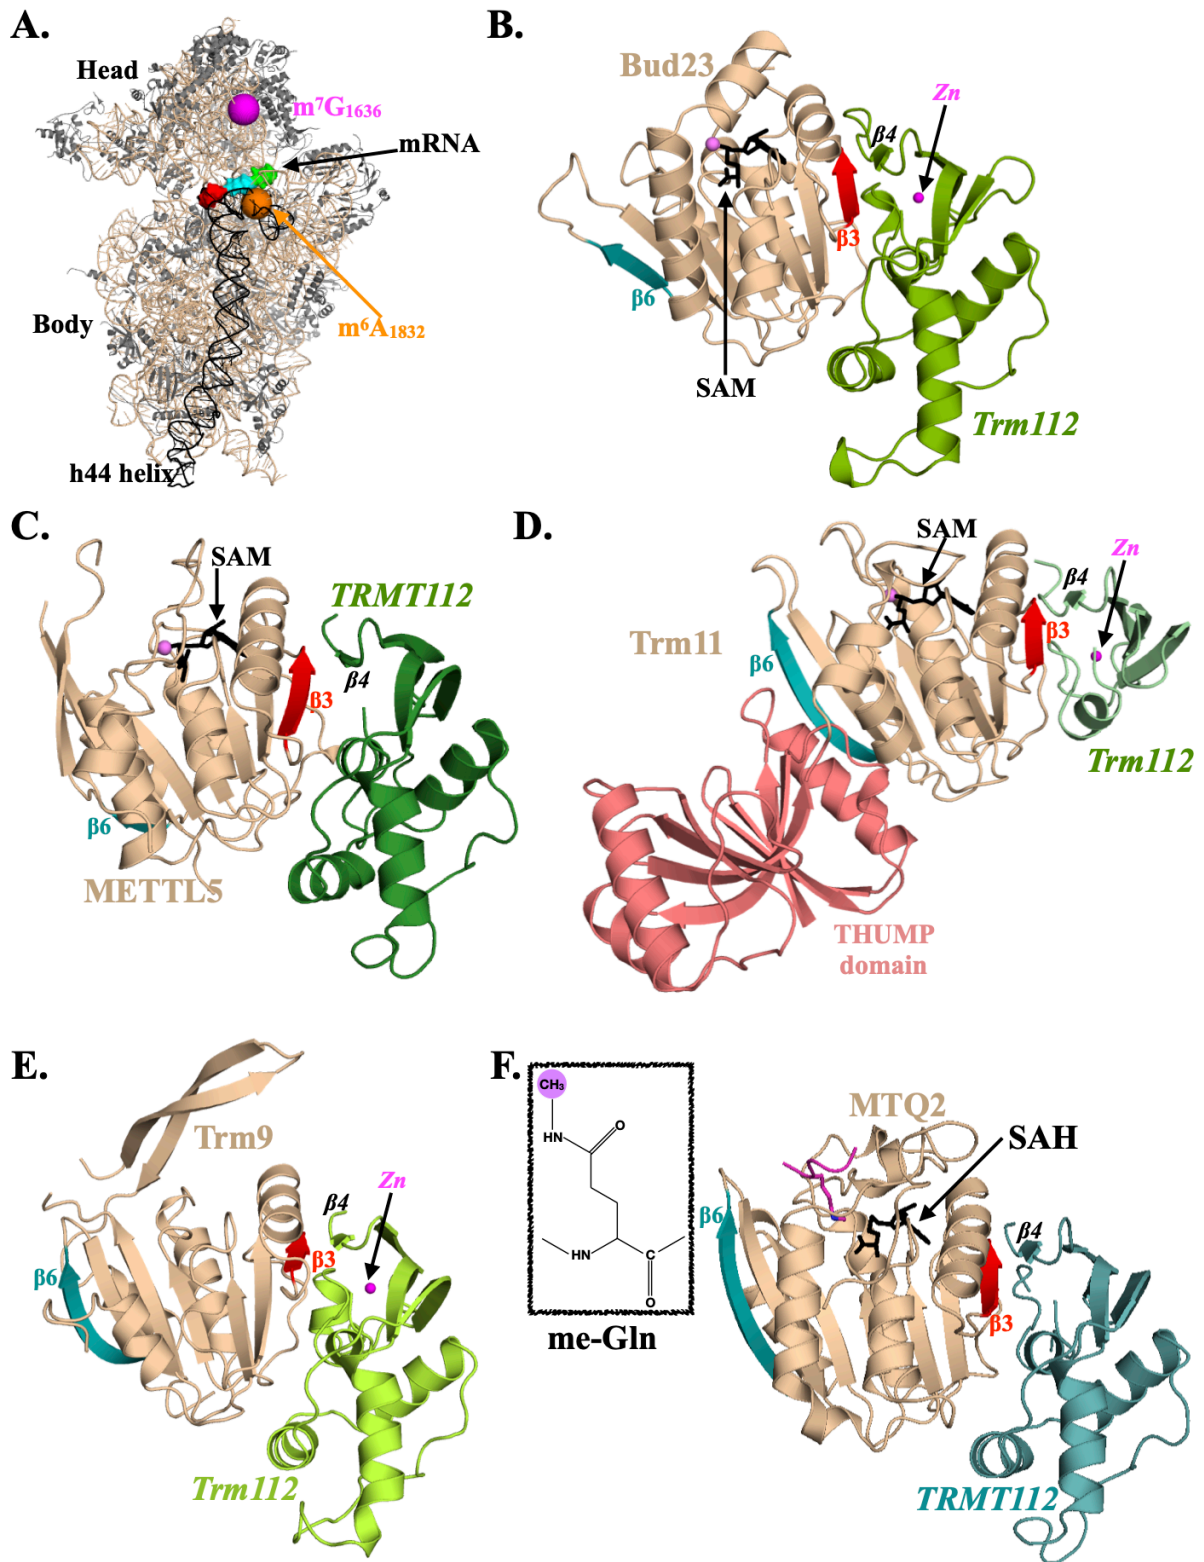 A.
Head
m⁷G₁₆₃₆
mRNA
Body
m⁶A₁₈₃₂
h44 helix
B.
Bud23
Zn
β4
β3
β6
SAM
Trm112
C.
SAM
TRMT112
β4
β3
β6
METTL5
D.
SAM
Zn
β4
Trm11
β3
β6
Trm112
THUMP
domain
E.
Trm9
Zn
β4
β3
β6
Trm112
F.
CH₃
HN
O
HN
C
O
me-Gln
MTQ2
SAH
β6
β4
β3
TRMT112